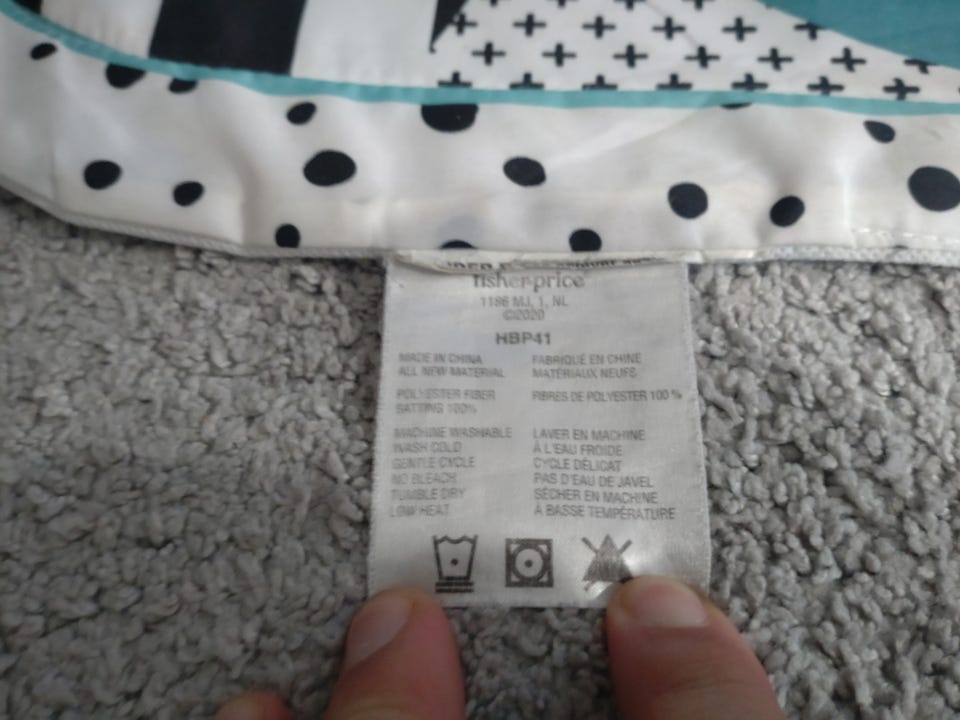 fisher-price
1186 MJ, 1, NL
©2020
HBP41
MADE IN CHINA
ALL NEW MATERIAL
POLYESTER FIBER
BATTING 100%
MACHINE WASHABLE
WASH COLD
GENTLE CYCLE
NO BLEACH
TUMBLE DRY
LOW HEAT
FABRIQUÉ EN CHINE
MATÉRIAUX NEUFS
FIBRES DE POLYESTER 100 %
LAVER EN MACHINE
À L'EAU FROIDE
CYCLE DÉLICAT
PAS D'EAU DE JAVEL
SÉCHER EN MACHINE
À BASSE TEMPÉRATURE